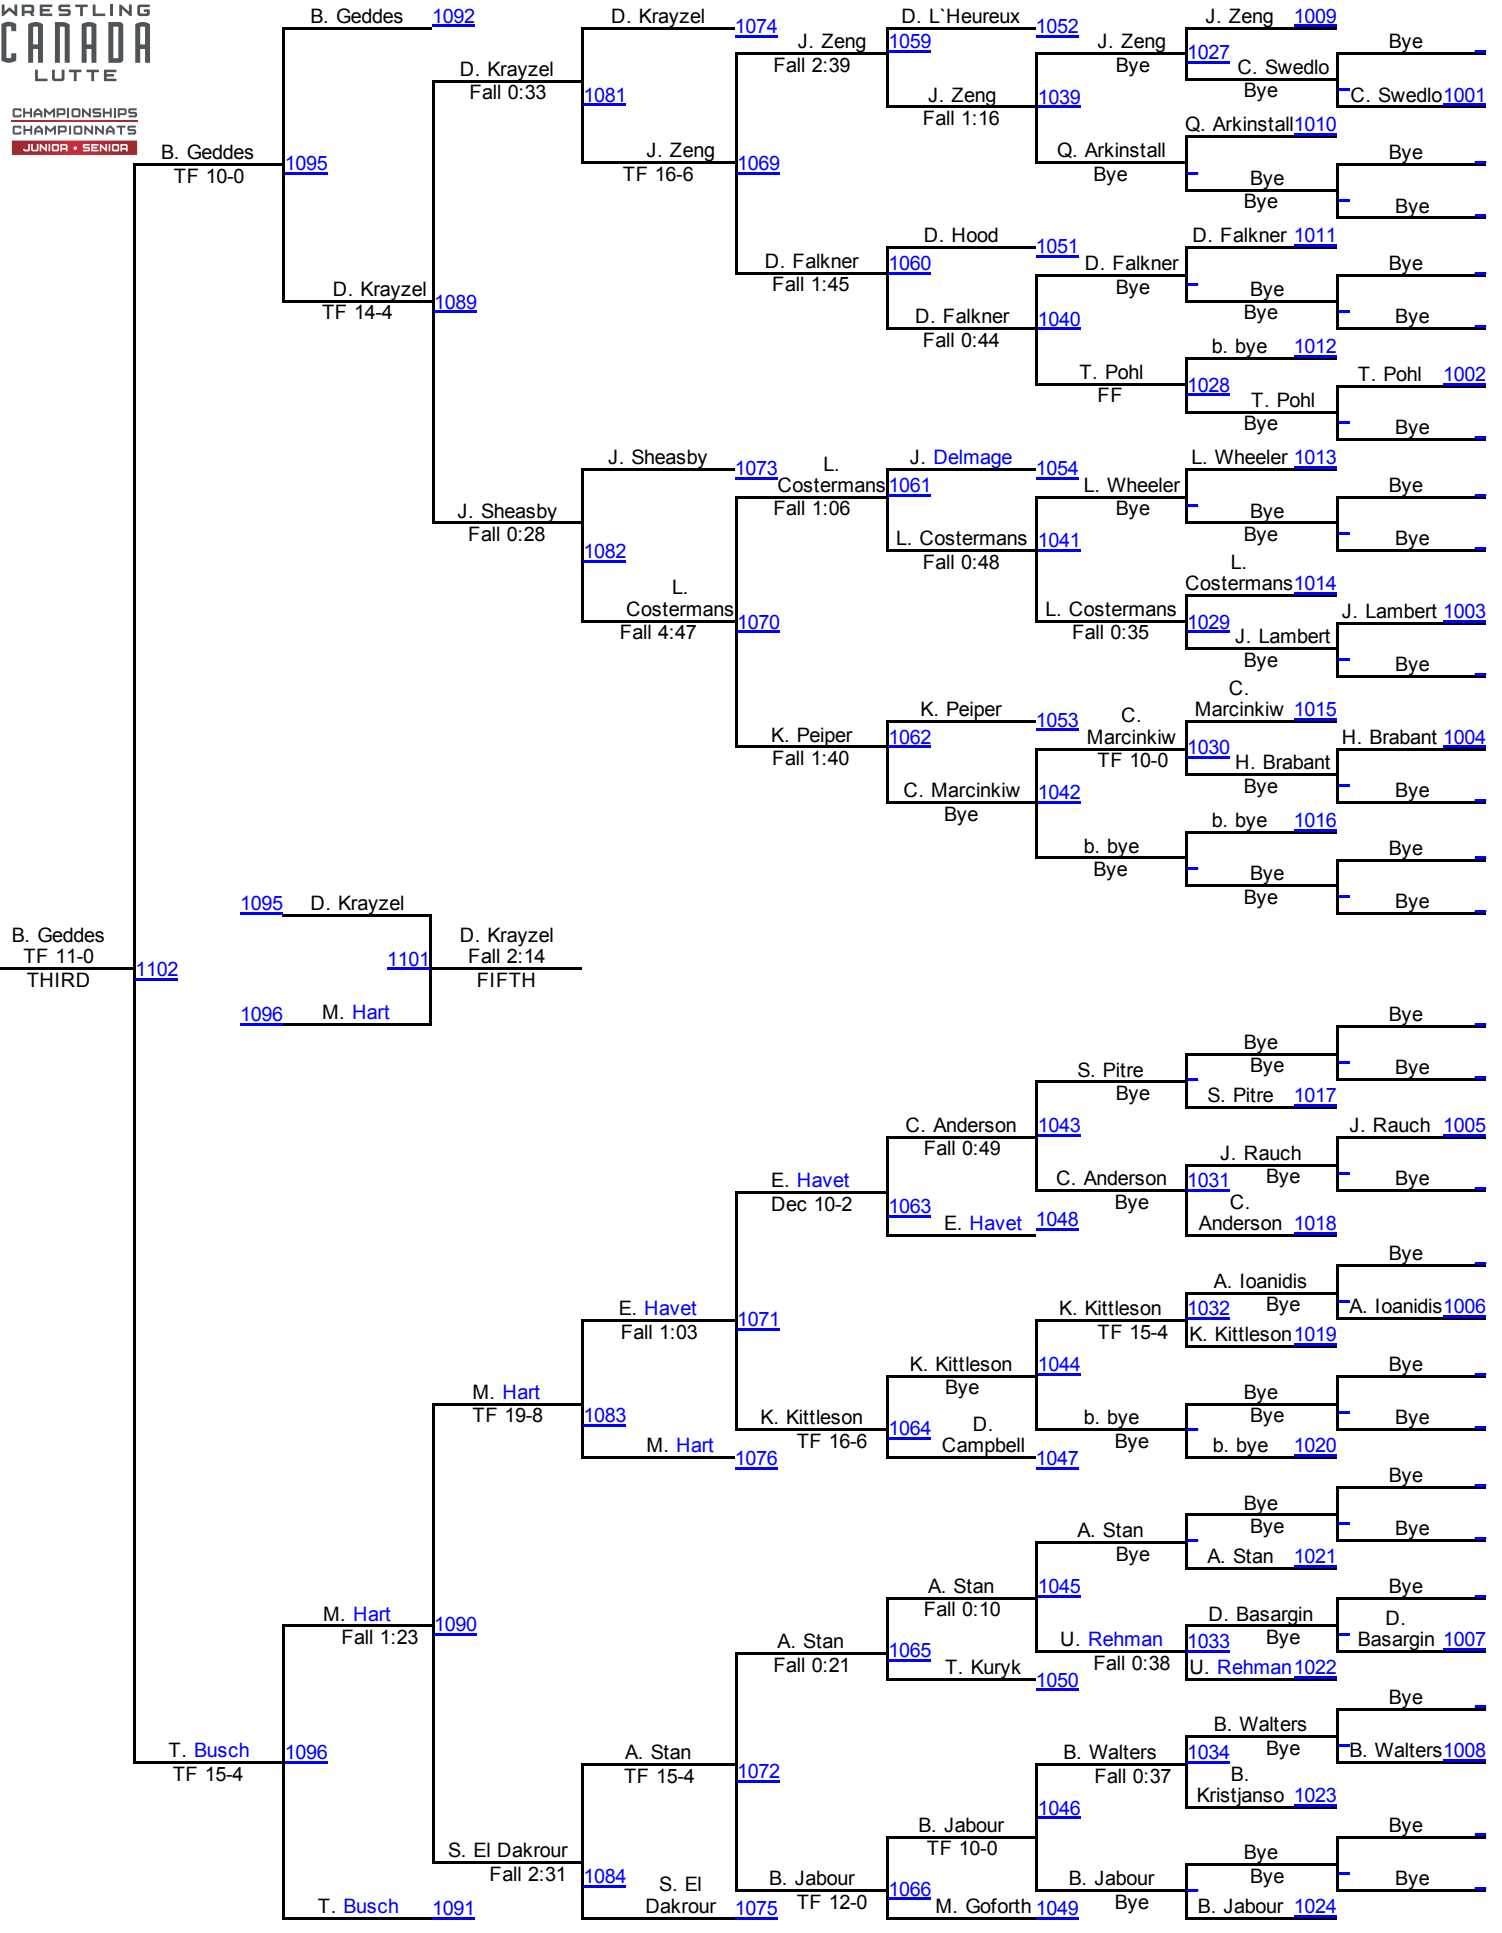 WRESTLING
CANADA
LUTTE
CHAMPIONSHIPS
CHAMPIONNATS
JUNIOR • SENIOR
B. Geddes 1092
D. Krayzel 1074
D. L`Heureux 1052
J. Zeng 1009
J. Zeng 1059
Fall 2:39
J. Zeng
Bye
1027
Bye
C. Swedlo
Bye
C. Swedlo 1001
D. Krayzel
Fall 0:33
1081
J. Zeng
Fall 1:16
1039
Q. Arkinstall 1010
B. Geddes
TF 10-0
1095
J. Zeng
TF 16-6
1069
Q. Arkinstall
Bye
Bye
Bye
Bye
Bye
D. Hood 1051
D. Falkner 1011
D. Falkner
Fall 1:45
1060
D. Falkner
Bye
Bye
Bye
Bye
Bye
D. Krayzel
TF 14-4
1089
D. Falkner
Fall 0:44
1040
b. bye 1012
T. Pohl
FF
1028
T. Pohl 1002
T. Pohl
Bye
Bye
J. Sheasby 1073
L.
Costermans
Fall 1:06
J. Delmage 1054
1061
L. Wheeler 1013
L. Wheeler
Bye
Bye
Bye
Bye
Bye
J. Sheasby
Fall 0:28
1082
L. Costermans
Fall 0:48
1041
L.
Costermans
Fall 4:47
1070
L.
Costermans 1014
L. Costermans
Fall 0:35
1029
J. Lambert 1003
J. Lambert
Bye
Bye
K. Peiper
Fall 1:40
K. Peiper 1053
1062
C.
Marcinkiw
TF 10-0
C.
Marcinkiw 1015
1030
H. Brabant 1004
H. Brabant
Bye
Bye
C. Marcinkiw
Bye
1042
b. bye 1016
b. bye
Bye
Bye
Bye
Bye
Bye
1095 D. Krayzel
B. Geddes
TF 11-0
THIRD
1102
1101
D. Krayzel
Fall 2:14
FIFTH
1096 M. Hart
Bye
Bye
Bye
Bye
S. Pitre
Bye
S. Pitre 1017
C. Anderson
Fall 0:49
1043
J. Rauch 1005
J. Rauch
Bye
Bye
E. Havet
Dec 10-2
1063
C. Anderson
Bye
1031
C.
Anderson 1018
E. Havet 1048
Bye
A. Ioanidis
Bye
A. Ioanidis 1006
E. Havet
Fall 1:03
1071
K. Kittleson
TF 15-4
1032
K. Kittleson 1019
K. Kittleson
Bye
1044
Bye
Bye
Bye
Bye
M. Hart
TF 19-8
1083
K. Kittleson
TF 16-6
1064
b. bye
Bye
b. bye 1020
M. Hart 1076
D.
Campbell 1047
Bye
Bye
Bye
Bye
A. Stan
Bye
A. Stan 1021
A. Stan
Fall 0:10
1045
Bye
D. Basargin
Bye
D.
Basargin 1007
M. Hart
Fall 1:23
1090
A. Stan
Fall 0:21
1065
T. Kuryk 1050
U. Rehman
Fall 0:38
1033
U. Rehman 1022
Bye
B. Walters
Bye
B. Walters 1008
T. Busch
TF 15-4
1096
A. Stan
TF 15-4
1072
B. Walters
Fall 0:37
1034
B.
Kristjanso 1023
B. Jabour
TF 10-0
1046
Bye
Bye
Bye
Bye
S. El Dakrour
Fall 2:31
1084
B. Jabour
TF 12-0
1066
B. Jabour
Bye
B. Jabour 1024
T. Busch 1091
S. El
Dakrour 1075
M. Goforth 1049